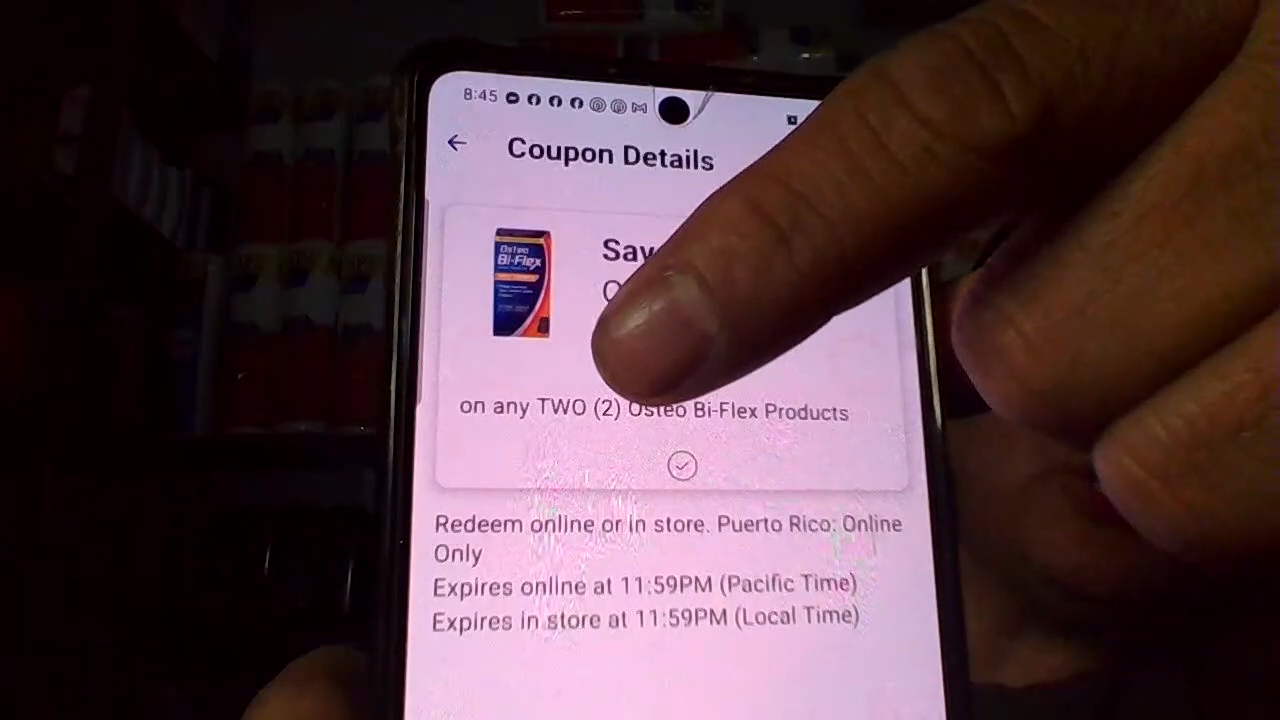 8:45
Coupon Details
Osteo
Bi-Flex
Sav
O
on any TWO (2) Osteo Bi-Flex Products
Redeem online or in store. Puerto Rico: Online
Only
Expires online at 11:59PM (Pacific Time)
Expires in store at 11:59PM (Local Time)